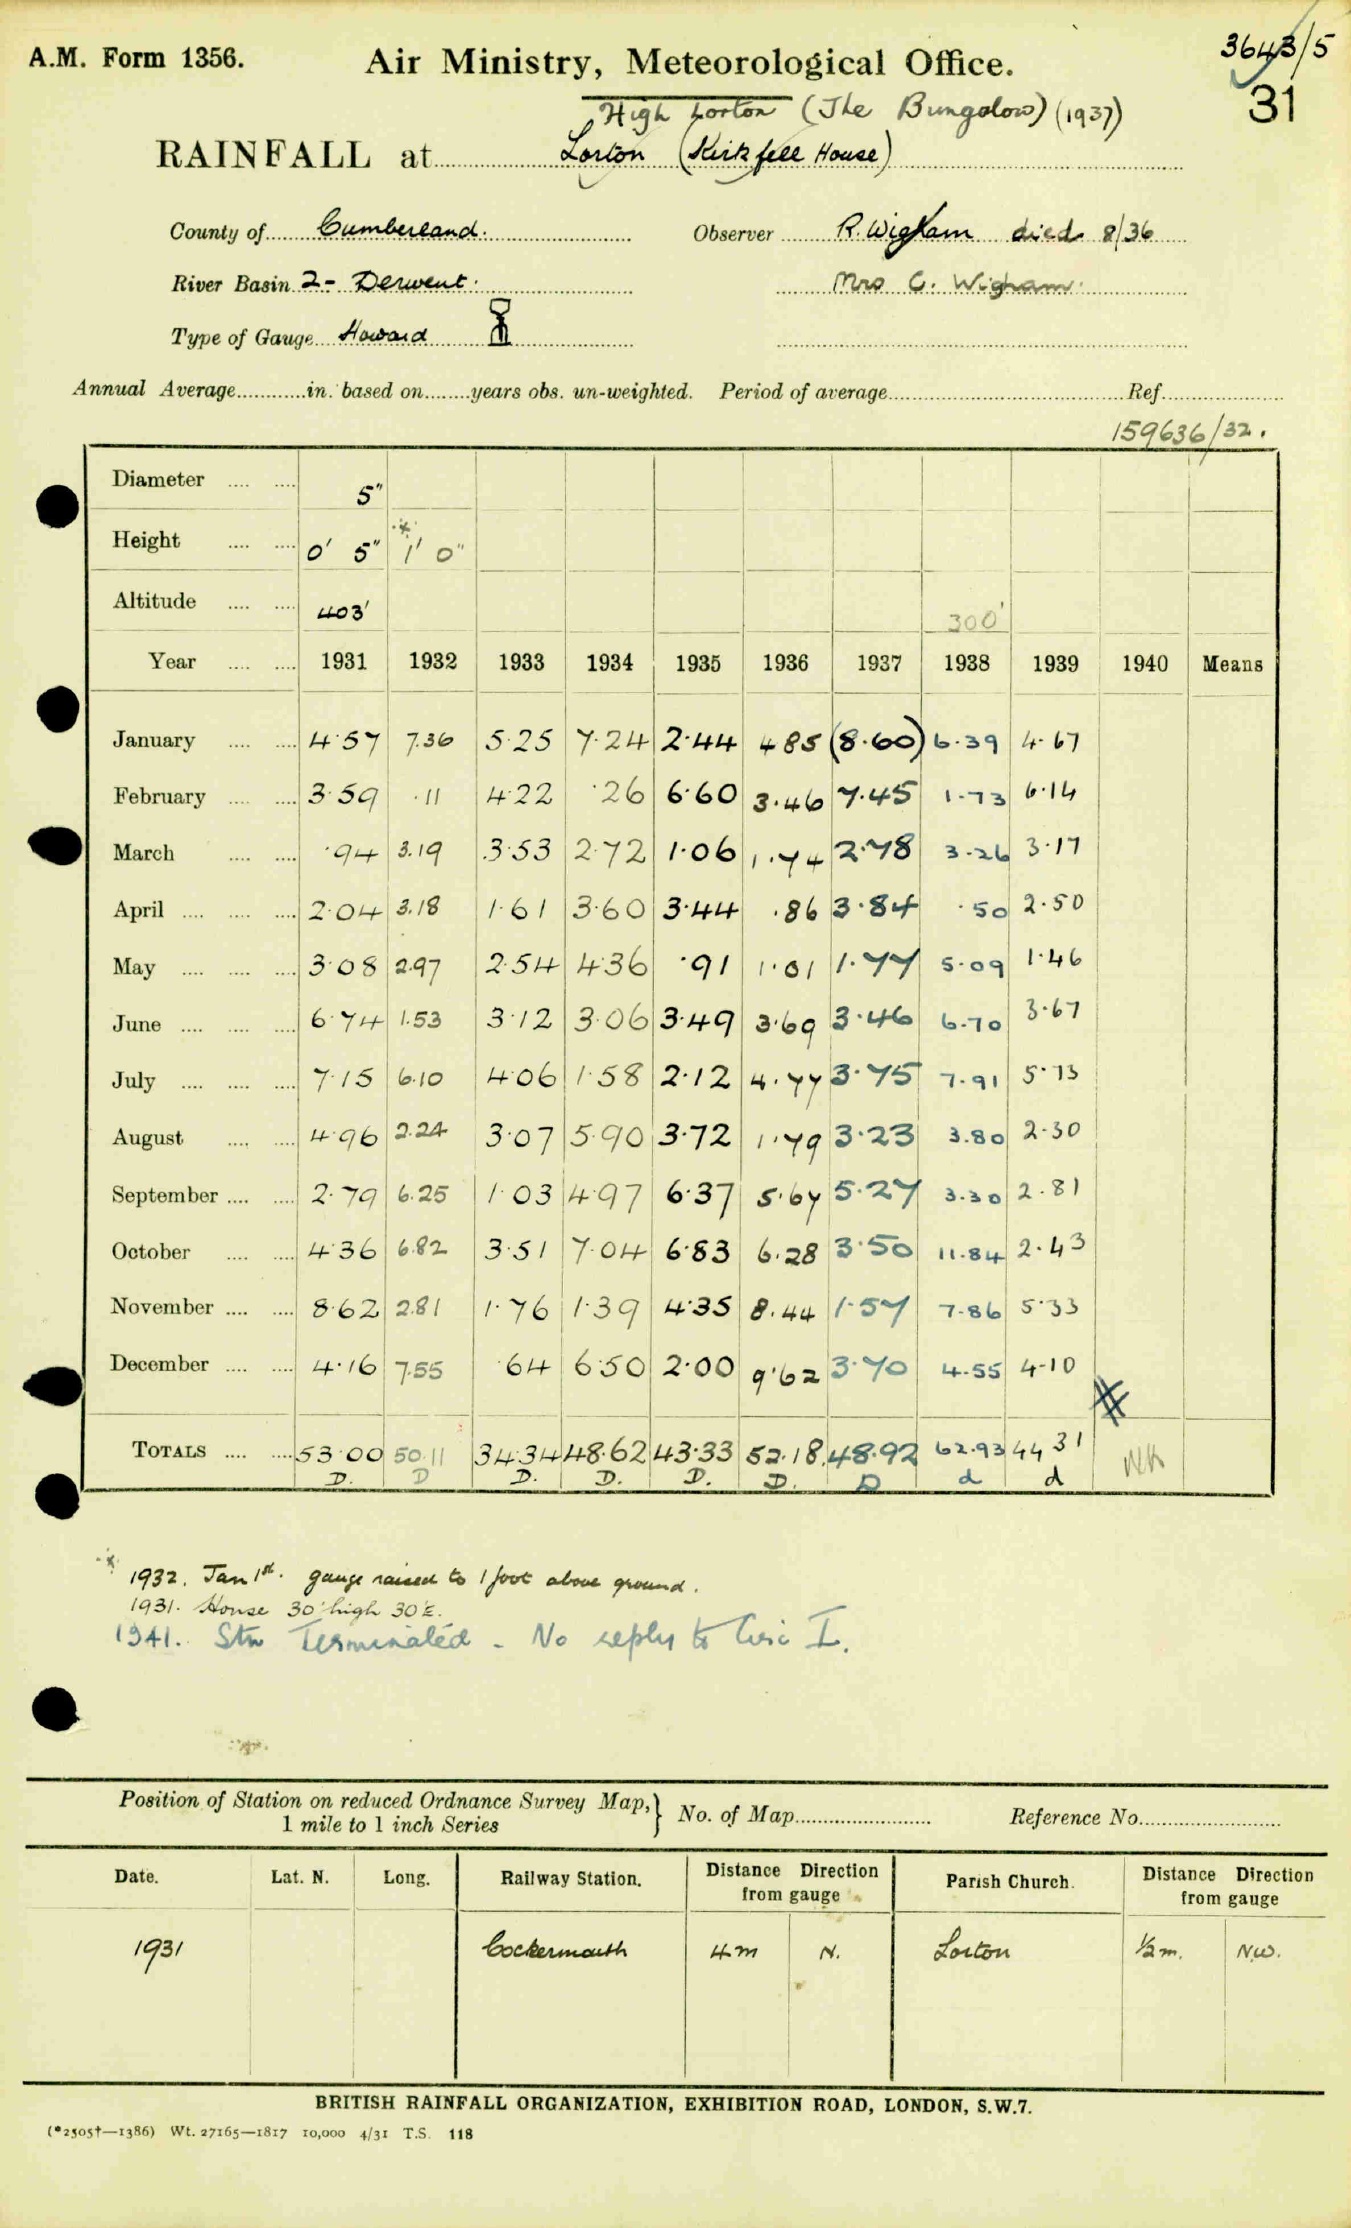 A.M. Form 1356. Air Ministry, Meteorological Office. 3643/5
31
High Lorton (The Bungalow) (1937)
RAINFALL at Lorton (Kirkfell House)
County of Cumberland. Observer R. Wigham died 8/36
River Basin 2- Derwent. Mrs C. Wigham.
Type of Gauge Howard
Annual Average............in. based on........years obs. un-weighted. Period of average............ Ref............
159636/32.
Diameter .... .... 5"
Height .... .... 0' 5" * 1' 0"
Altitude .... .... 403' 300'
Year .... .... 1931 1932 1933 1934 1935 1936 1937 1938 1939 1940 Means
January .... .... 4.57 7.36 5.25 7.24 2.44 4.85 (8.60) 6.39 4.67
February .... .... 3.59 .11 4.22 .26 6.60 3.46 7.45 1.73 6.14
March .... .... .94 3.19 3.53 2.72 1.06 1.74 2.78 3.26 3.17
April .... .... .... 2.04 3.18 1.61 3.60 3.44 .86 3.84 .50 2.50
May .... .... .... 3.08 2.97 2.54 4.36 .91 1.01 1.77 5.09 1.46
June .... .... .... 6.74 1.53 3.12 3.06 3.49 3.69 3.46 6.70 3.67
July .... .... .... 7.15 6.10 4.06 1.58 2.12 4.77 3.75 7.91 5.73
August .... .... 4.96 2.24 3.07 5.90 3.72 1.79 3.23 3.80 2.30
September .... .... 2.79 6.25 1.03 4.97 6.37 5.67 5.27 3.30 2.81
October .... .... 4.36 6.82 3.51 7.04 6.83 6.28 3.50 11.84 2.43
November .... .... 8.62 2.81 1.76 1.39 4.35 8.44 1.57 7.86 5.33
December .... .... 4.16 7.55 .64 6.50 2.00 9.62 3.70 4.55 4.10
TOTALS .... .... 53.00 50.11 34.34 48.62 43.33 52.18 48.92 62.93 44.31
D. D D. D. D. D. D d d
* 1932. Jan 1st. gauge raised to 1 foot above ground.
1931. House 30' high 30'E.
1941. Stn Terminated - No reply to Circ I.
Position of Station on reduced Ordnance Survey Map, } No. of Map............ Reference No............
1 mile to 1 inch Series
Date. Lat. N. Long. Railway Station. Distance Direction from gauge Parish Church. Distance Direction from gauge
1931 Cockermouth 4m N. Lorton ½m. N.W.
BRITISH RAINFALL ORGANIZATION, EXHIBITION ROAD, LONDON, S.W.7.
(*2505†—1386) Wt. 27165—1817 10,000 4/31 T.S. 118